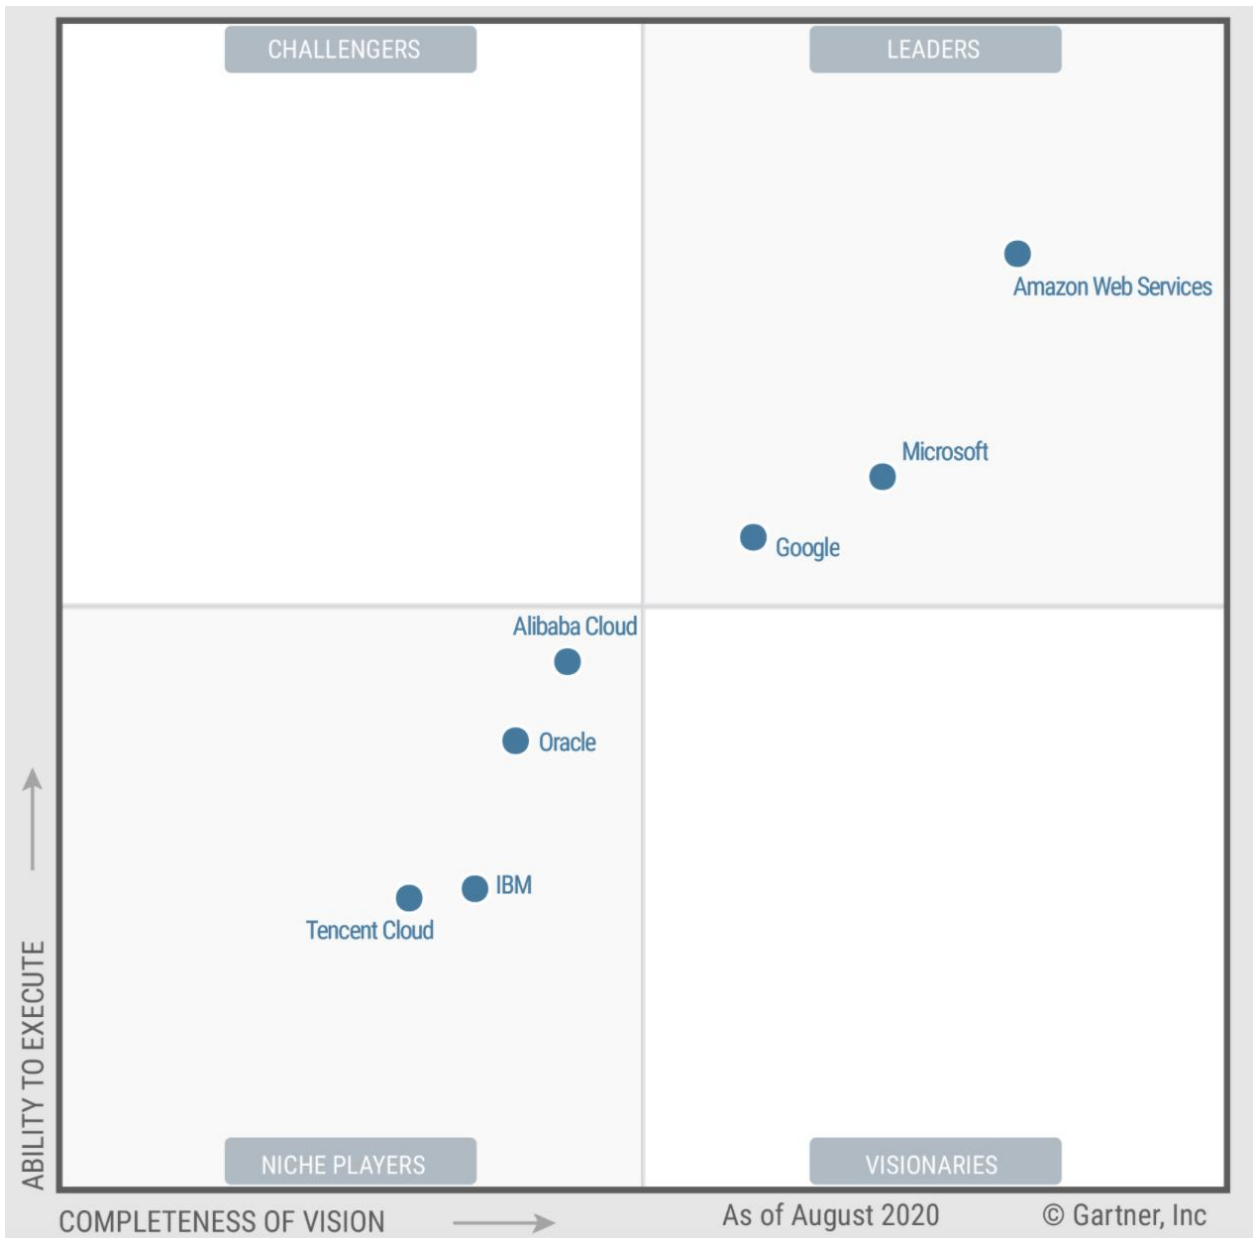 CHALLENGERS
LEADERS
Amazon Web Services
Microsoft
Google
Alibaba Cloud
Oracle
IBM
Tencent Cloud
ABILITY TO EXECUTE
NICHE PLAYERS
VISIONARIES
COMPLETENESS OF VISION
As of August 2020
© Gartner, Inc